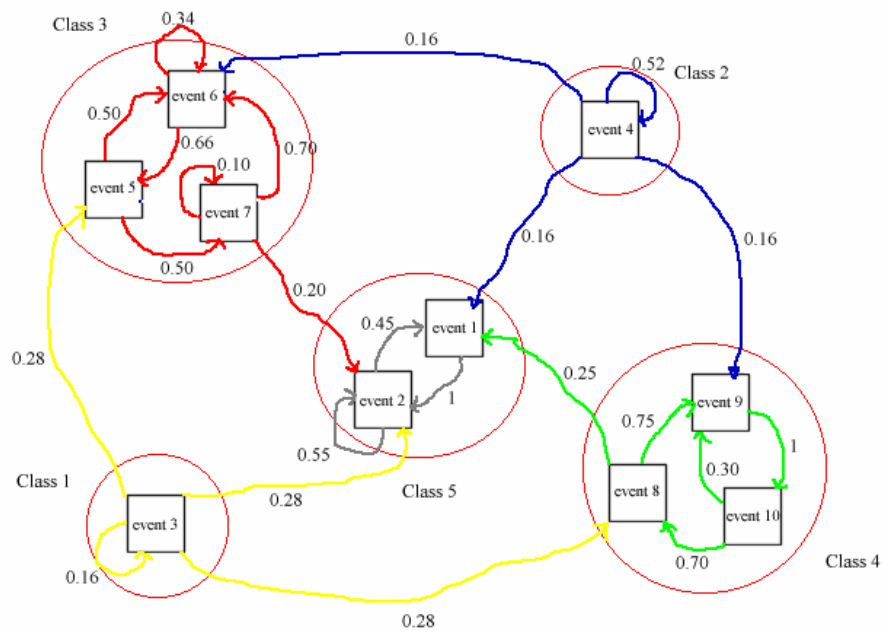 0.34
Class 3
0.16
0.52
Class 2
event 6
event 4
0.50
0.66
0.70
0.10
event 5
event 7
0.16
0.16
0.50
0.20
event 1
0.45
0.28
0.25
event 9
event 2
1
0.75
1
0.55
0.30
Class 1
0.28
Class 5
event 8
event 3
event 10
0.16
0.70
Class 4
0.28